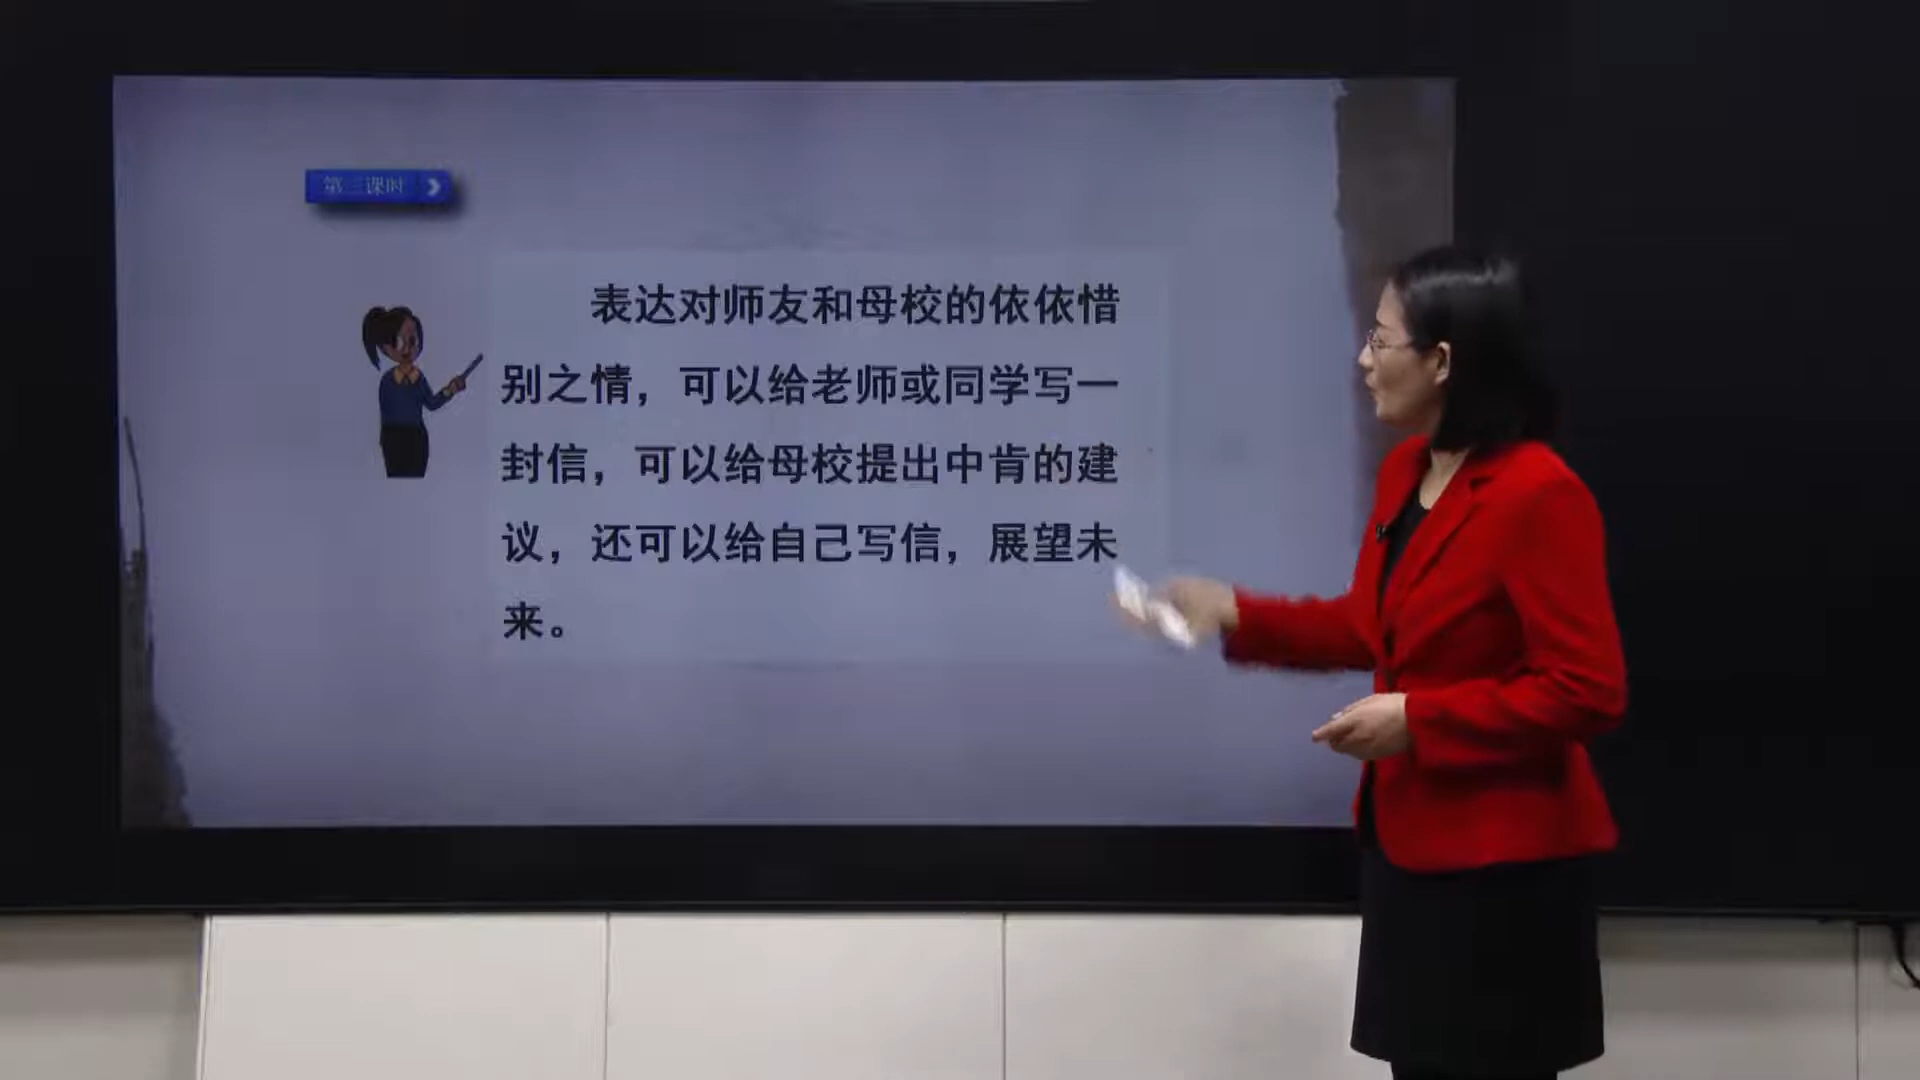 第三课时
表达对师友和母校的依依惜
别之情，可以给老师或同学写一
封信，可以给母校提出中肯的建
议，还可以给自己写信，展望未
来。